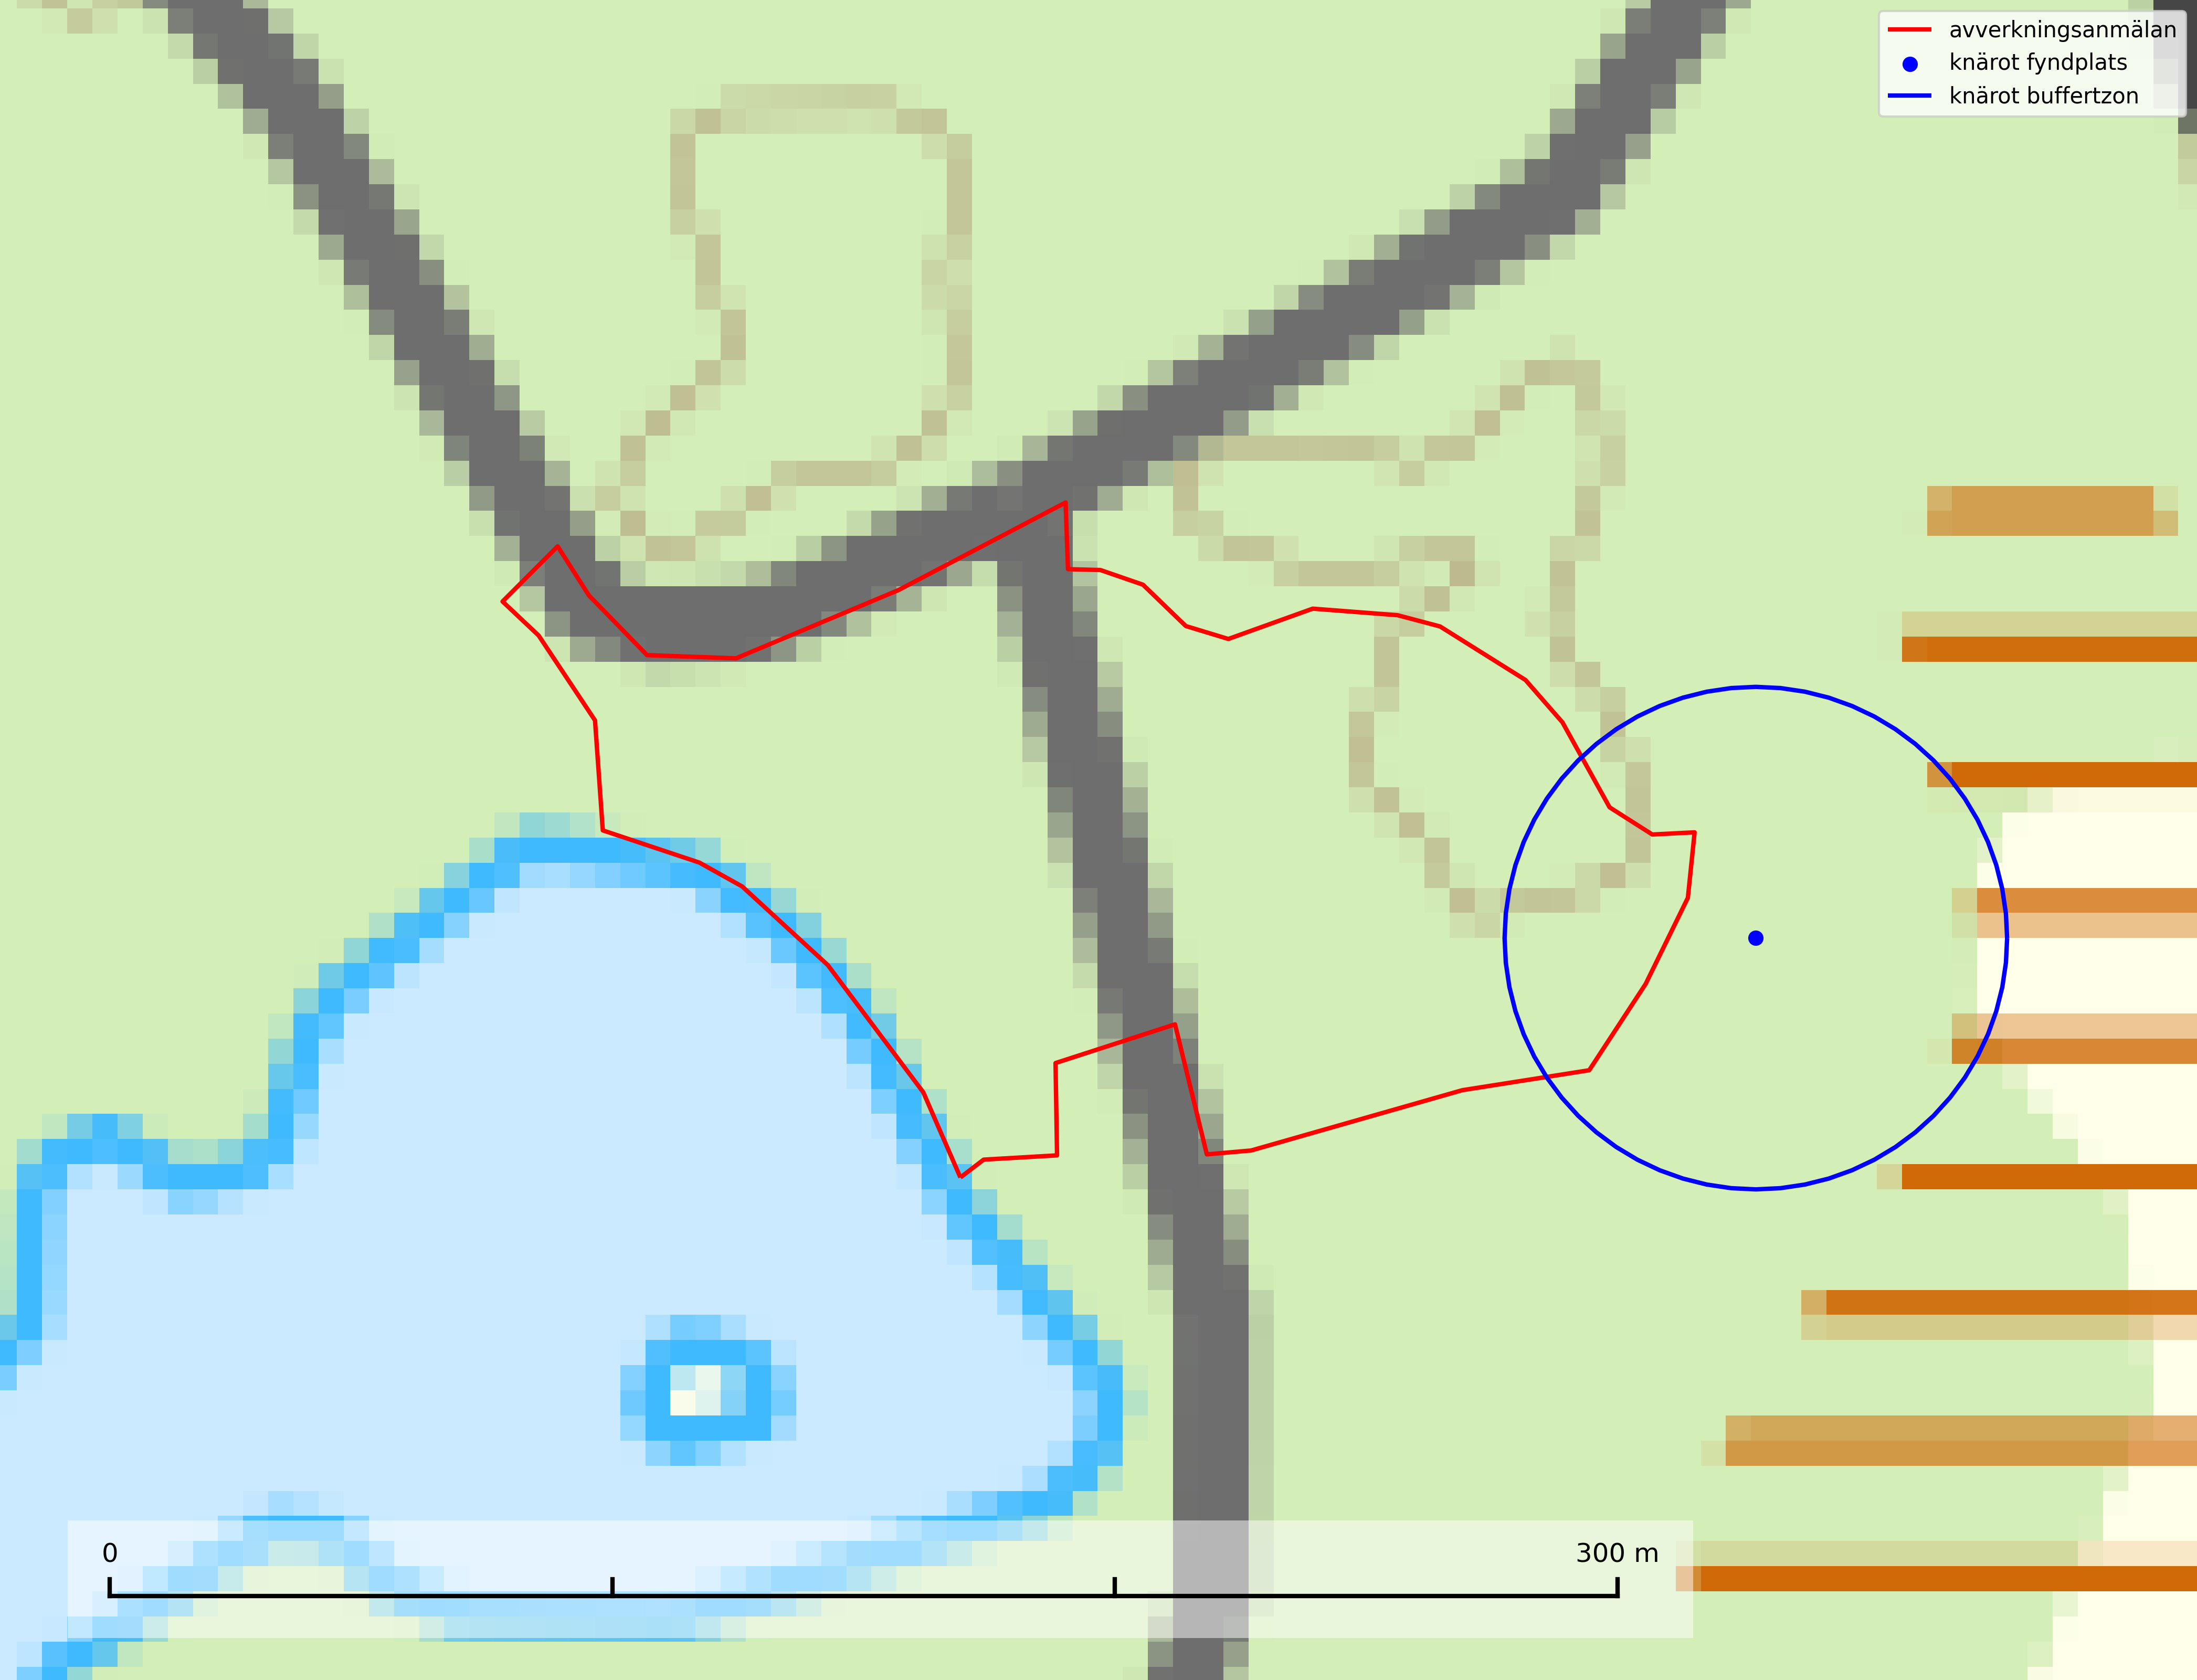 avverkningsanmälan
knärot fyndplats
knärot buffertzon
0
300 m